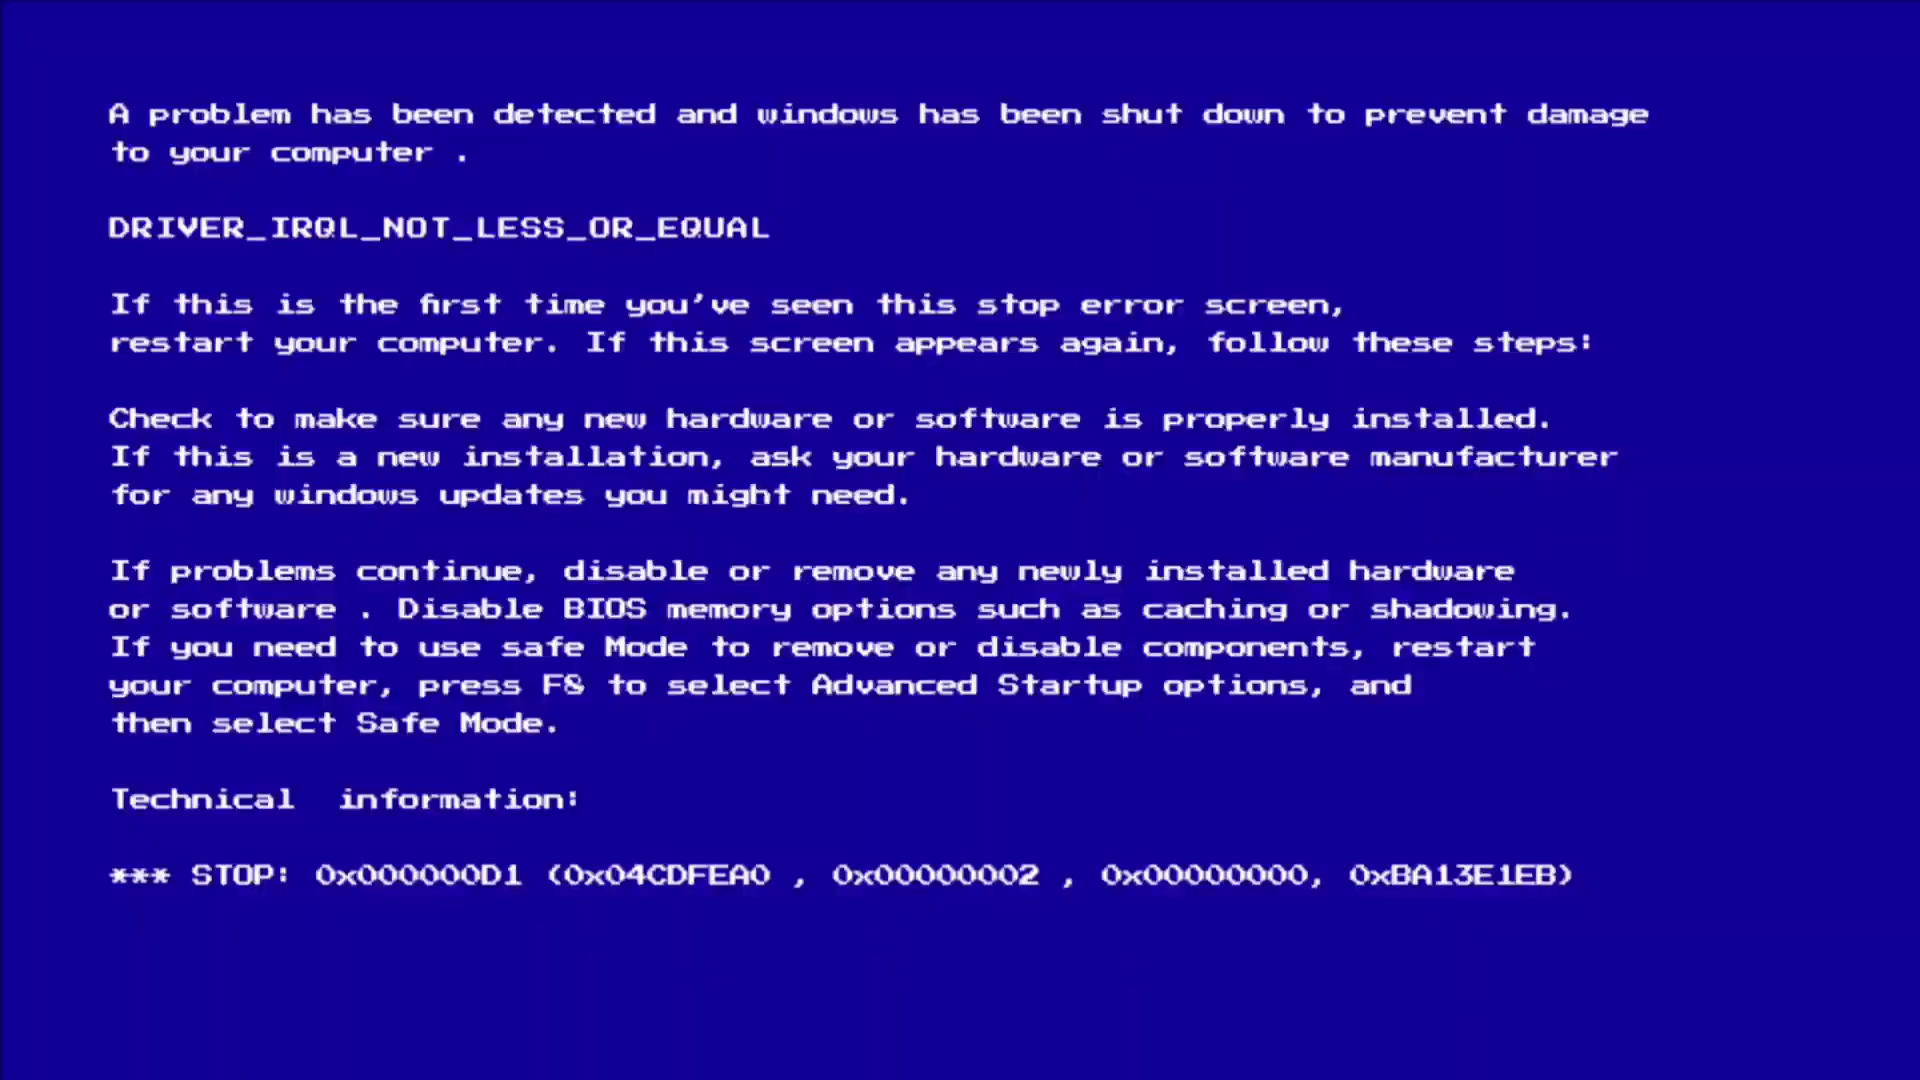 A problem has been detected and windows has been shut down to prevent damage
to your computer .
DRIVER_IRQL_NOT_LESS_OR_EQUAL
If this is the first time you've seen this stop error screen,
restart your computer. If this screen appears again, follow these steps:
Check to make sure any new hardware or software is properly installed.
If this is a new installation, ask your hardware or software manufacturer
for any windows updates you might need.
If problems continue, disable or remove any newly installed hardware
or software . Disable BIOS memory options such as caching or shadowing.
If you need to use safe Mode to remove or disable components, restart
your computer, press F& to select Advanced Startup options, and
then select Safe Mode.
Technical  information:
*** STOP: 0x000000D1 (0x04CDFEA0 , 0x00000002 , 0x00000000, 0xBA13E1EB)